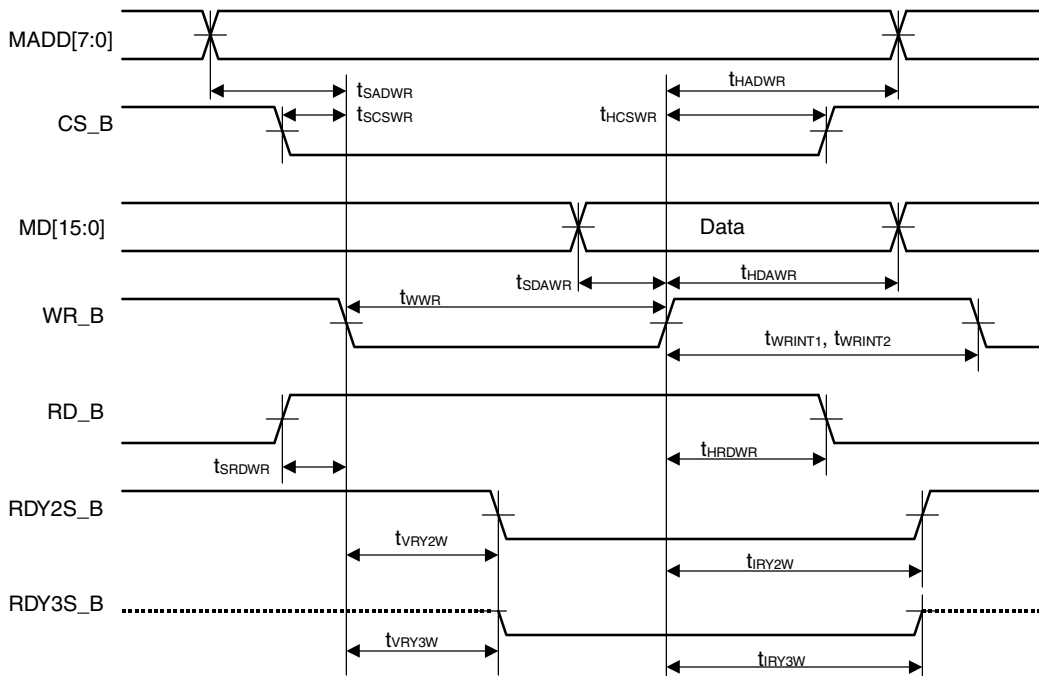 MADD[7:0]
tSADWR
tHADWR
CS_B
tSCSWR
tHCSWR
MD[15:0]
Data
tSDAWR
tHDAWR
WR_B
tWWR
tWRINT1, tWRINT2
RD_B
tSRDWR
tHRDWR
RDY2S_B
tVRY2W
tIRY2W
RDY3S_B
tVRY3W
tIRY3W